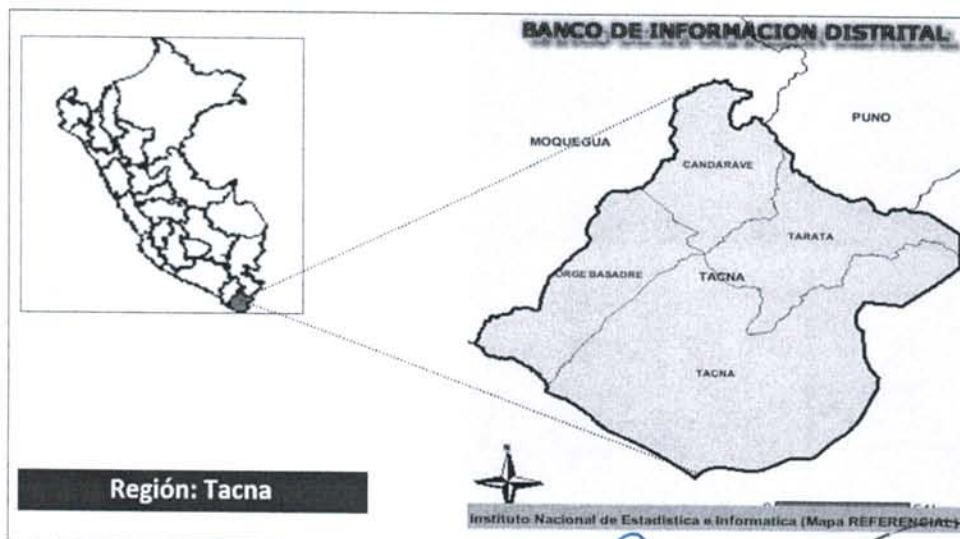 BANCO DE INFORMACION DISTRITAL
PUNO
MOQUEGUA
CANDARAVE
TARATA
ORGE BASADRE
TACNA
TACNA
N
Región: Tacna
0
Instituto Nacional de Estadistica e Informatica (Mapa REFERENCIAL)